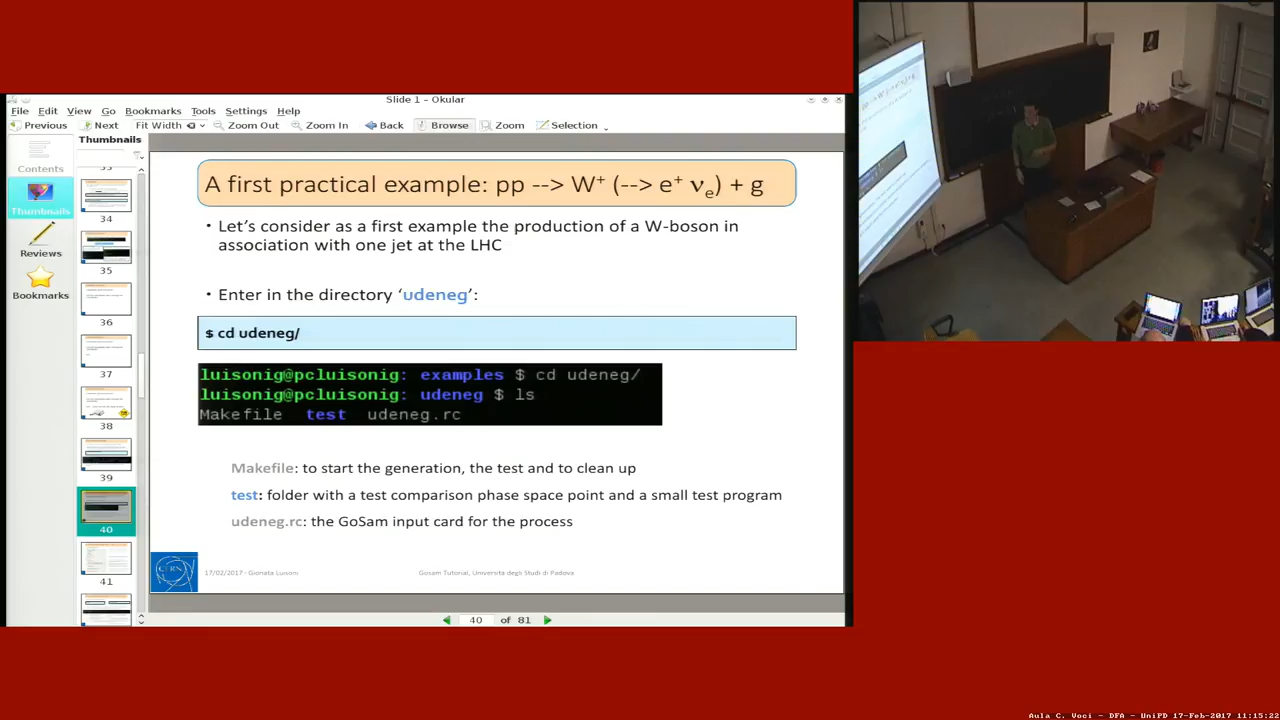 Slide 1 - Okular
File Edit View Go Bookmarks Tools Settings Help
Previous Next Fit Width Zoom Out Zoom In Back Browse Zoom Selection
Thumbnails
Contents
Thumbnails
Reviews
Bookmarks
34
35
36
37
38
39
40
41
A first practical example: pp --> W⁺ (--> e⁺ νₑ) + g
• Let's consider as a first example the production of a W-boson in
association with one jet at the LHC
• Enter in the directory 'udeneg':
$ cd udeneg/
luisonig@pcluisonig: examples $ cd udeneg/
luisonig@pcluisonig: udeneg $ ls
Makefile test udeneg.rc
Makefile: to start the generation, the test and to clean up
test: folder with a test comparison phase space point and a small test program
udeneg.rc: the GoSam input card for the process
CERN
17/02/2017 - Gionata Luisoni
Gosam Tutorial, Università degli Studi di Padova
40 of 81
Aula C. Voci - DFA - UniPD 17-Feb-2017 11:15:22